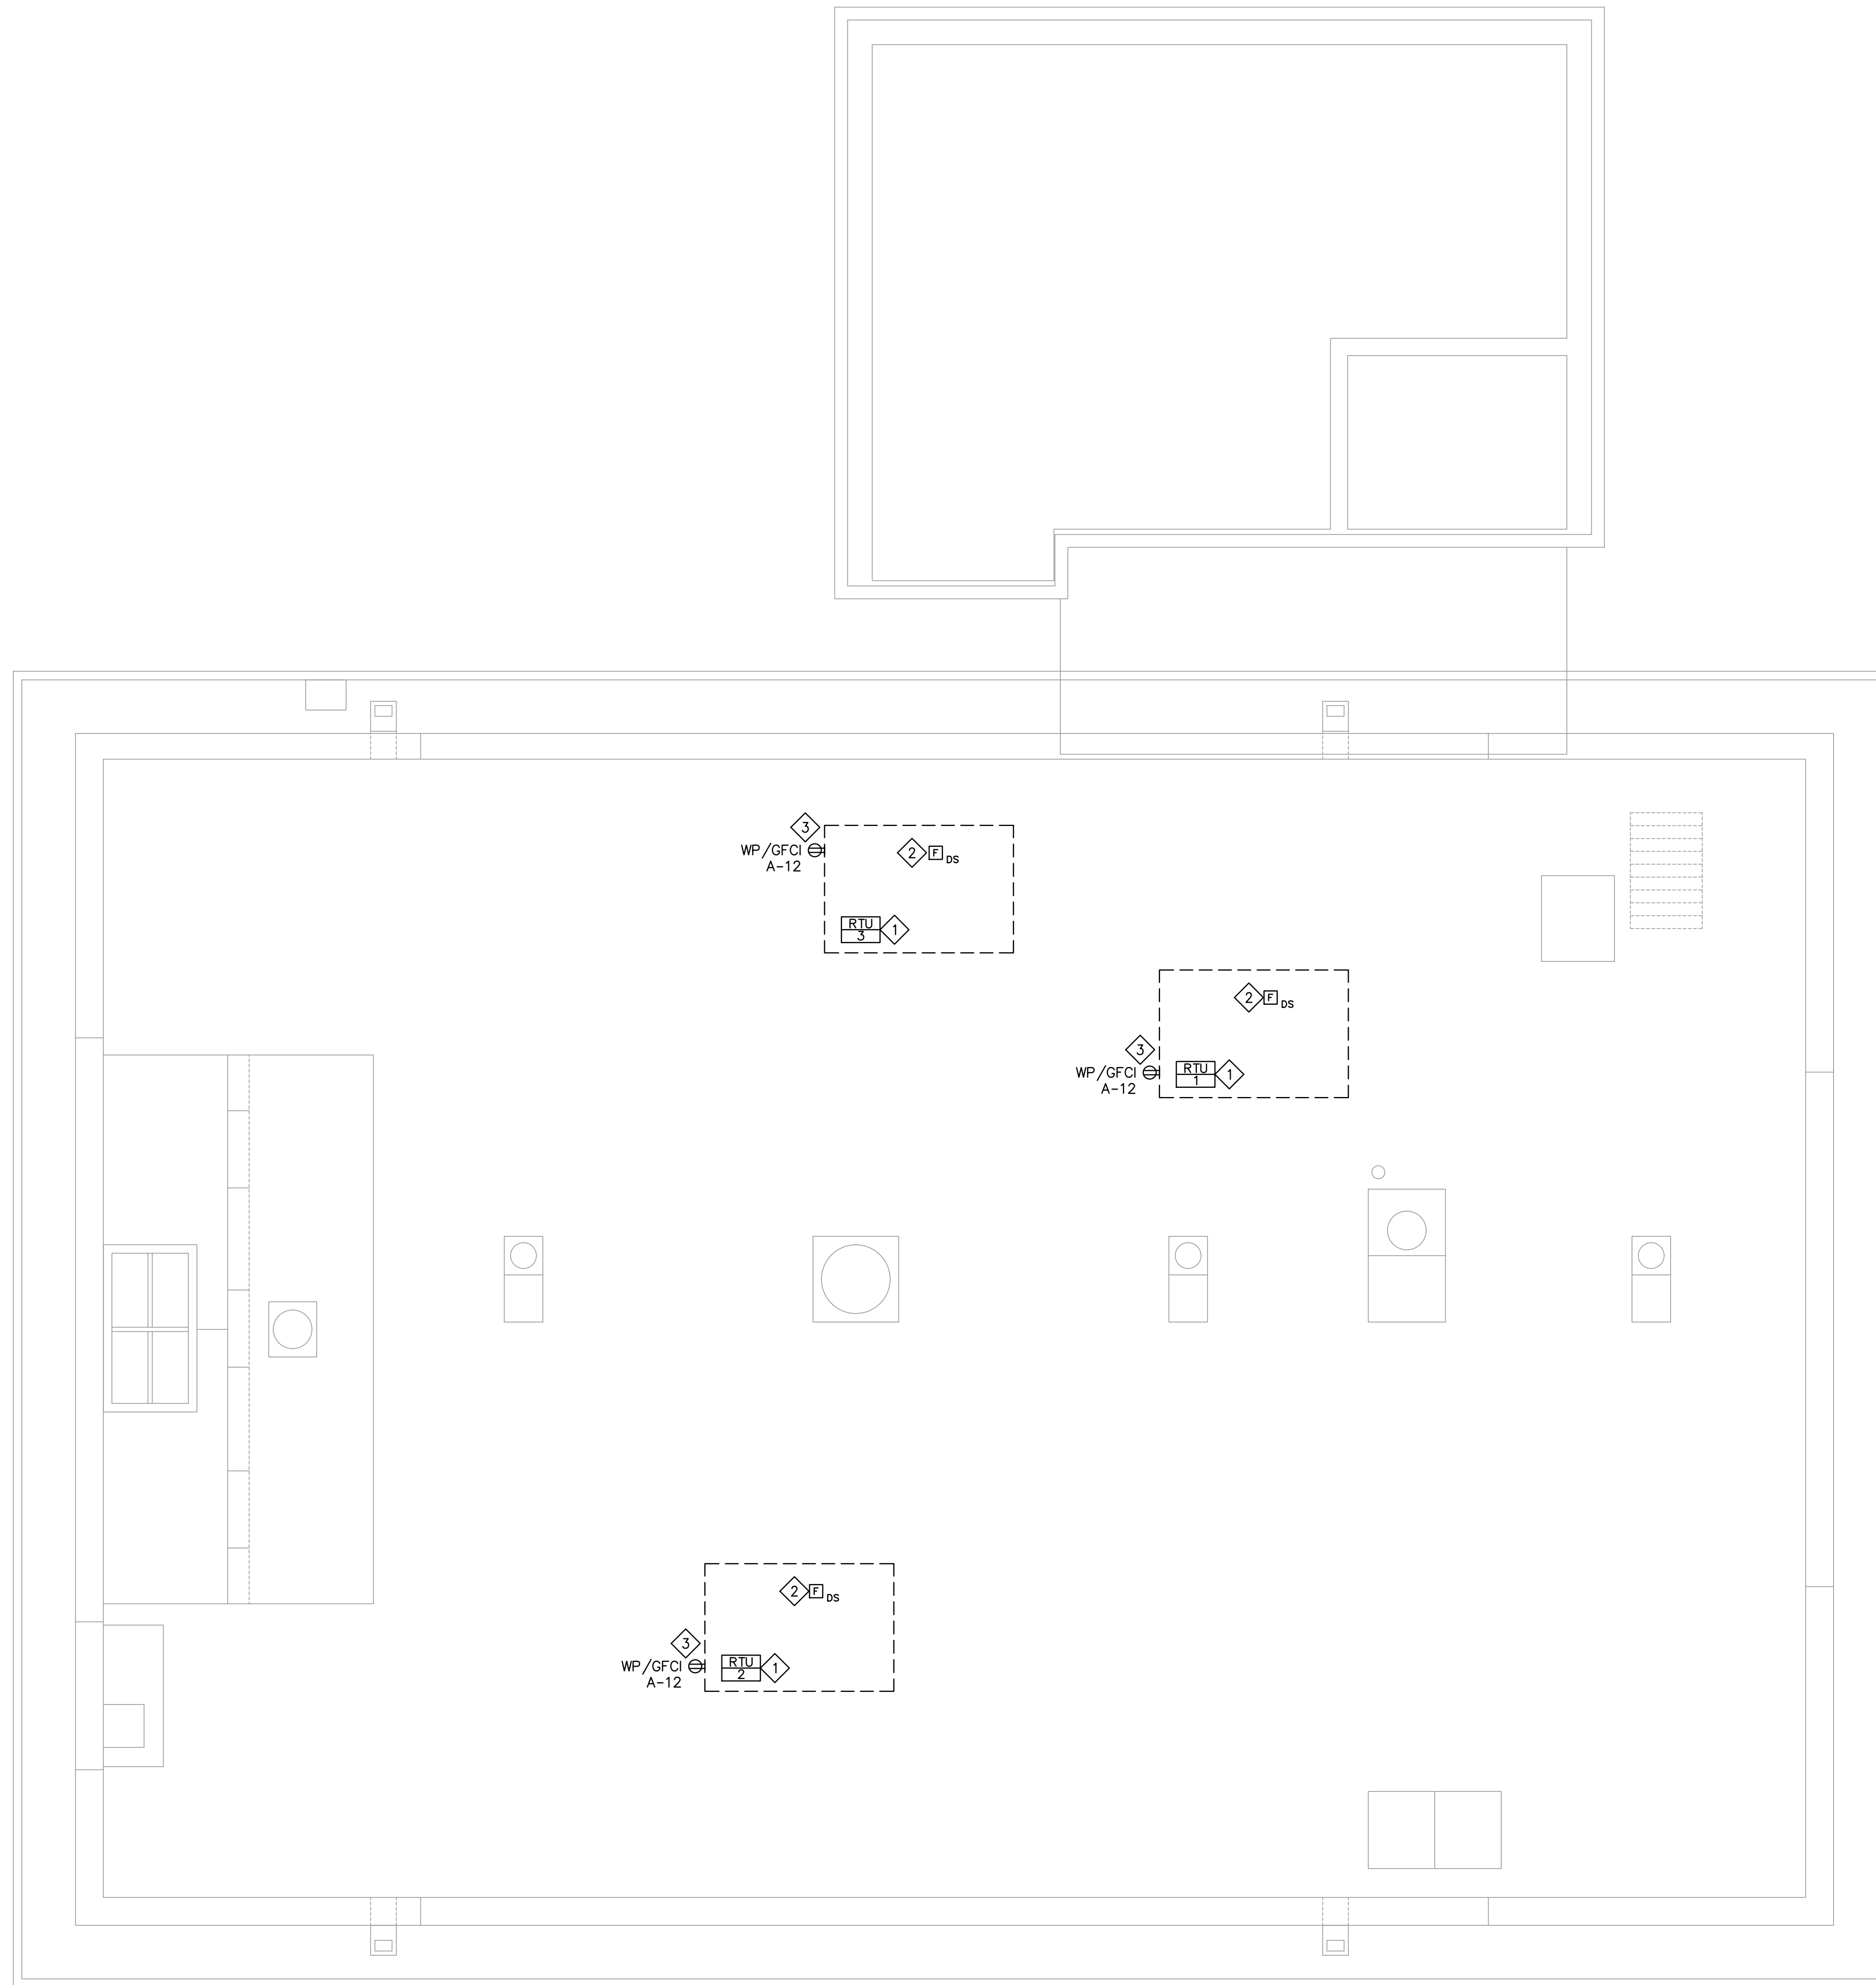 3
WP/GFCI
A-12
2 F DS
RTU
3
1
2 F DS
3
WP/GFCI
A-12
RTU
1
1
2 F DS
3
WP/GFCI
A-12
RTU
2
1